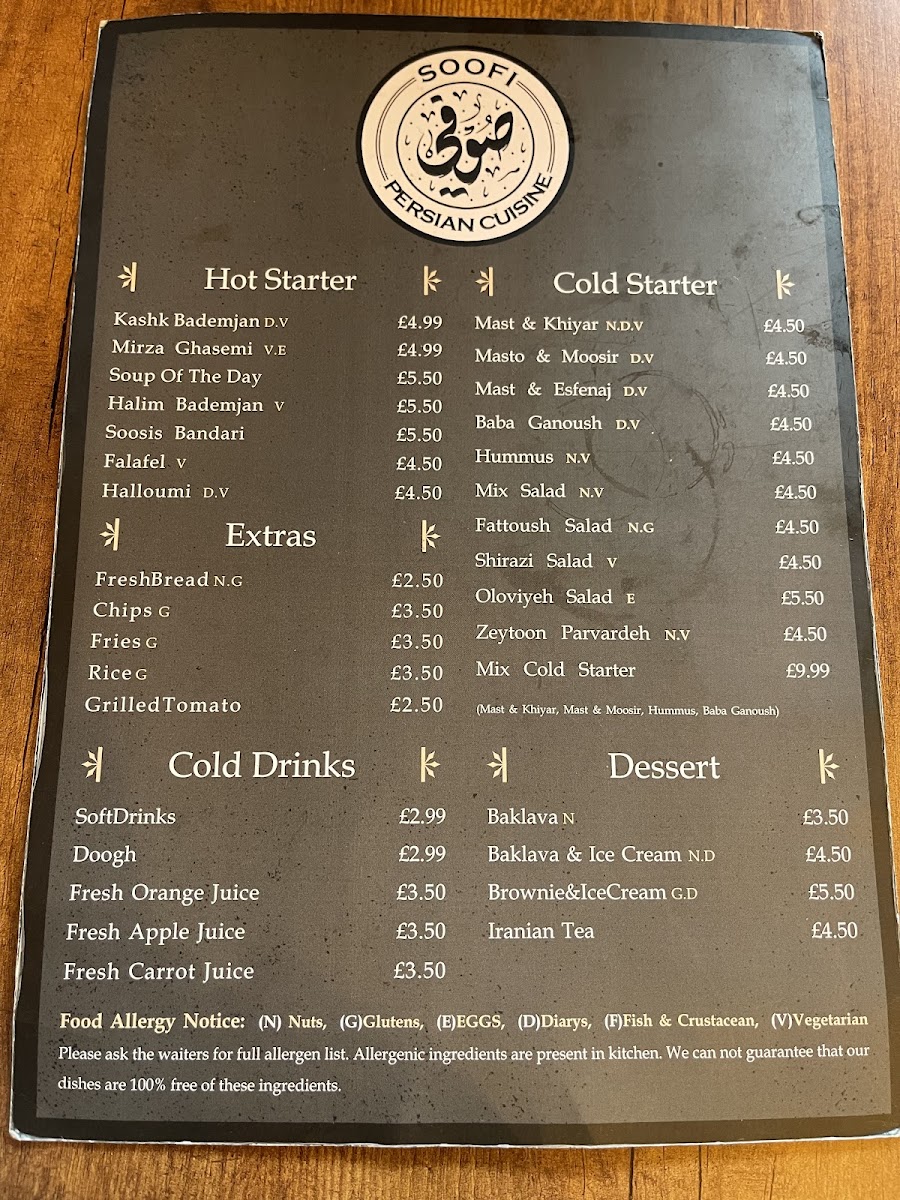 SOOFI
صوفی
PERSIAN CUISINE
Hot Starter
Kashk Bademjan D.V £4.99
Mirza Ghasemi V.E £4.99
Soup Of The Day £5.50
Halim Bademjan V £5.50
Soosis Bandari £5.50
Falafel V £4.50
Halloumi D.V £4.50
Extras
FreshBread N.G £2.50
Chips G £3.50
Fries G £3.50
Rice G £3.50
GrilledTomato £2.50
Cold Starter
Mast & Khiyar N.D.V £4.50
Masto & Moosir D.V £4.50
Mast & Esfenaj D.V £4.50
Baba Ganoush D.V £4.50
Hummus N.V £4.50
Mix Salad N.V £4.50
Fattoush Salad N.G £4.50
Shirazi Salad V £4.50
Oloviyeh Salad E £5.50
Zeytoon Parvardeh N.V £4.50
Mix Cold Starter £9.99
(Mast & Khiyar, Mast & Moosir, Hummus, Baba Ganoush)
Cold Drinks
SoftDrinks £2.99
Doogh £2.99
Fresh Orange Juice £3.50
Fresh Apple Juice £3.50
Fresh Carrot Juice £3.50
Dessert
Baklava N £3.50
Baklava & Ice Cream N.D £4.50
Brownie&IceCream G.D £5.50
Iranian Tea £4.50
Food Allergy Notice: (N) Nuts, (G)Glutens, (E)EGGS, (D)Diarys, (F)Fish & Crustacean, (V)Vegetarian
Please ask the waiters for full allergen list. Allergenic ingredients are present in kitchen. We can not guarantee that our
dishes are 100% free of these ingredients.